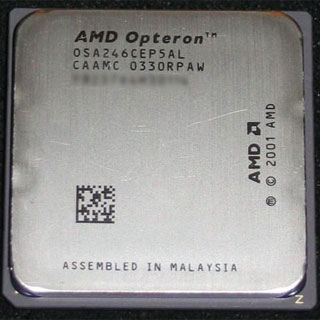 AMD Opteron™
OSA246CEP5AL
CAAMC 0330RPAW
AMD
® © 2001 AMD
ASSEMBLED IN MALAYSIA
Z